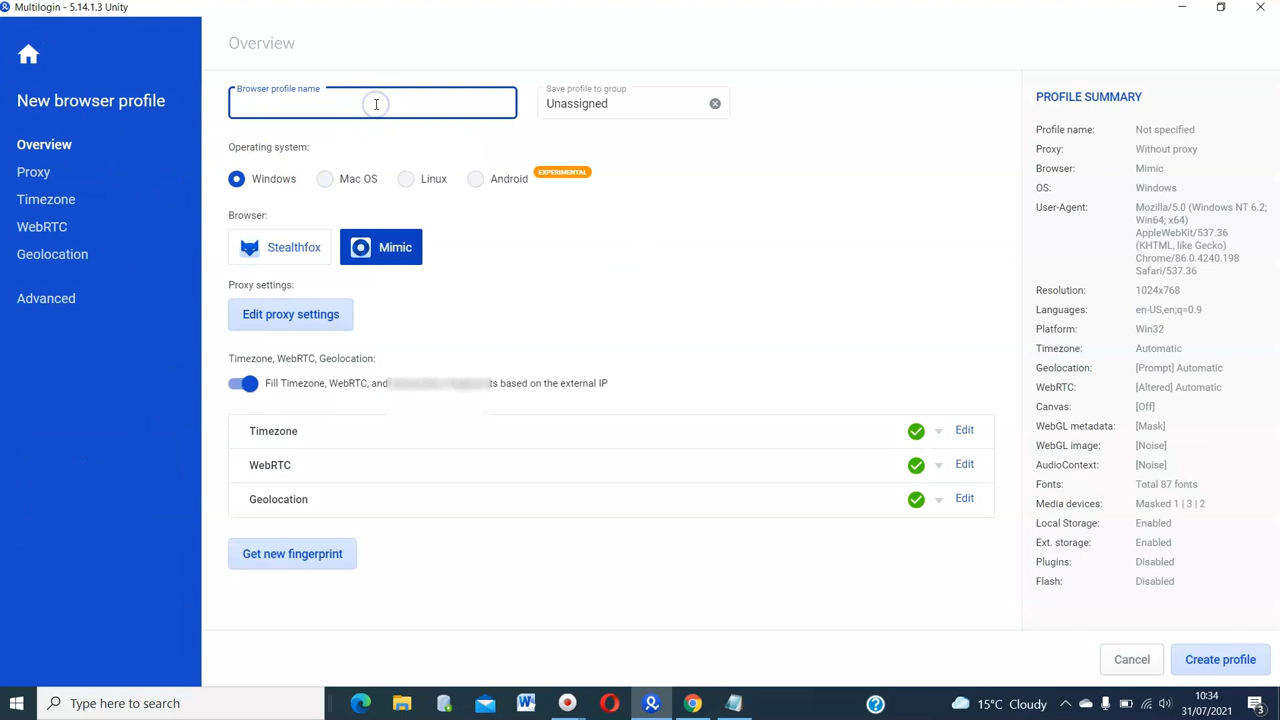 Multilogin - 5.14.1.3 Unity
New browser profile
Overview
Proxy
Timezone
WebRTC
Geolocation
Advanced
Overview
Browser profile name
Save profile to group
Unassigned
Operating system:
Windows
Mac OS
Linux
Android
EXPERIMENTAL
Browser:
Stealthfox
Mimic
Proxy settings:
Edit proxy settings
Timezone, WebRTC, Geolocation:
Fill Timezone, WebRTC, and ts based on the external IP
Timezone Edit
WebRTC Edit
Geolocation Edit
Get new fingerprint
PROFILE SUMMARY
Profile name: Not specified
Proxy: Without proxy
Browser: Mimic
OS: Windows
User-Agent: Mozilla/5.0 (Windows NT 6.2;
Win64; x64)
AppleWebKit/537.36
(KHTML, like Gecko)
Chrome/86.0.4240.198
Safari/537.36
Resolution: 1024x768
Languages: en-US,en;q=0.9
Platform: Win32
Timezone: Automatic
Geolocation: [Prompt] Automatic
WebRTC: [Altered] Automatic
Canvas: [Off]
WebGL metadata: [Mask]
WebGL image: [Noise]
AudioContext: [Noise]
Fonts: Total 87 fonts
Media devices: Masked 1 | 3 | 2
Local Storage: Enabled
Ext. storage: Enabled
Plugins: Disabled
Flash: Disabled
Cancel
Create profile
Type here to search
15°C Cloudy
10:34
31/07/2021
3